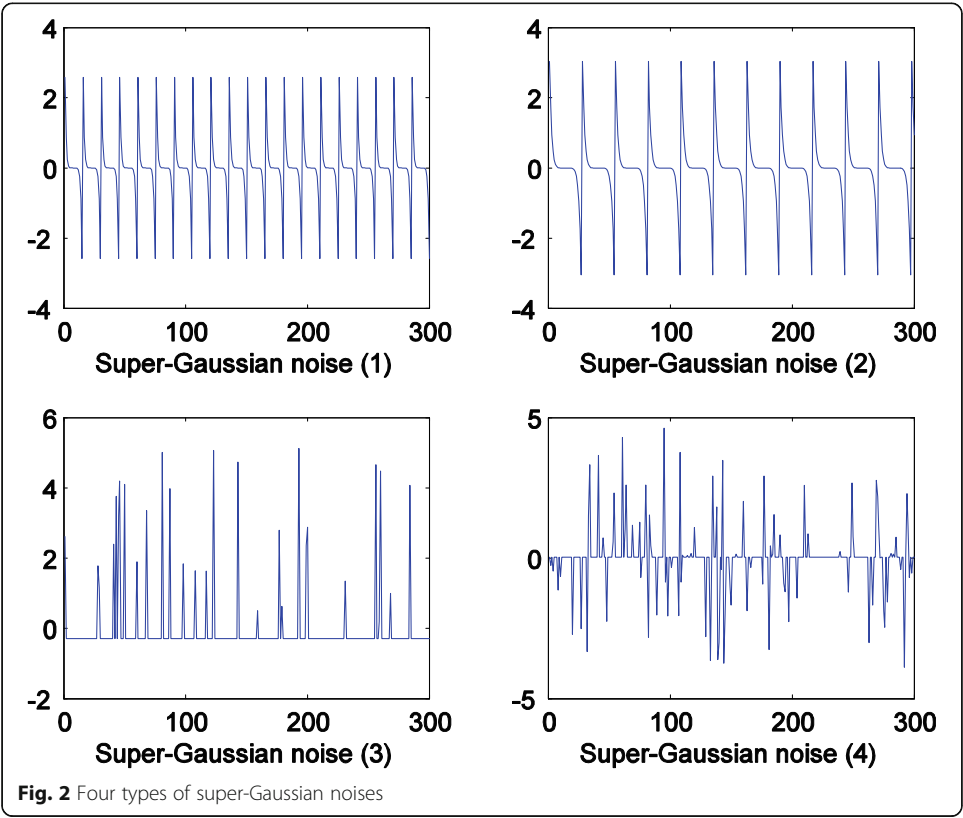 4
2
0
-2
-4
0 100 200 300
Super-Gaussian noise (1)
4
2
0
-2
-4
0 100 200 300
Super-Gaussian noise (2)
6
4
2
0
-2
0 100 200 300
Super-Gaussian noise (3)
5
0
-5
0 100 200 300
Super-Gaussian noise (4)
Fig. 2 Four types of super-Gaussian noises